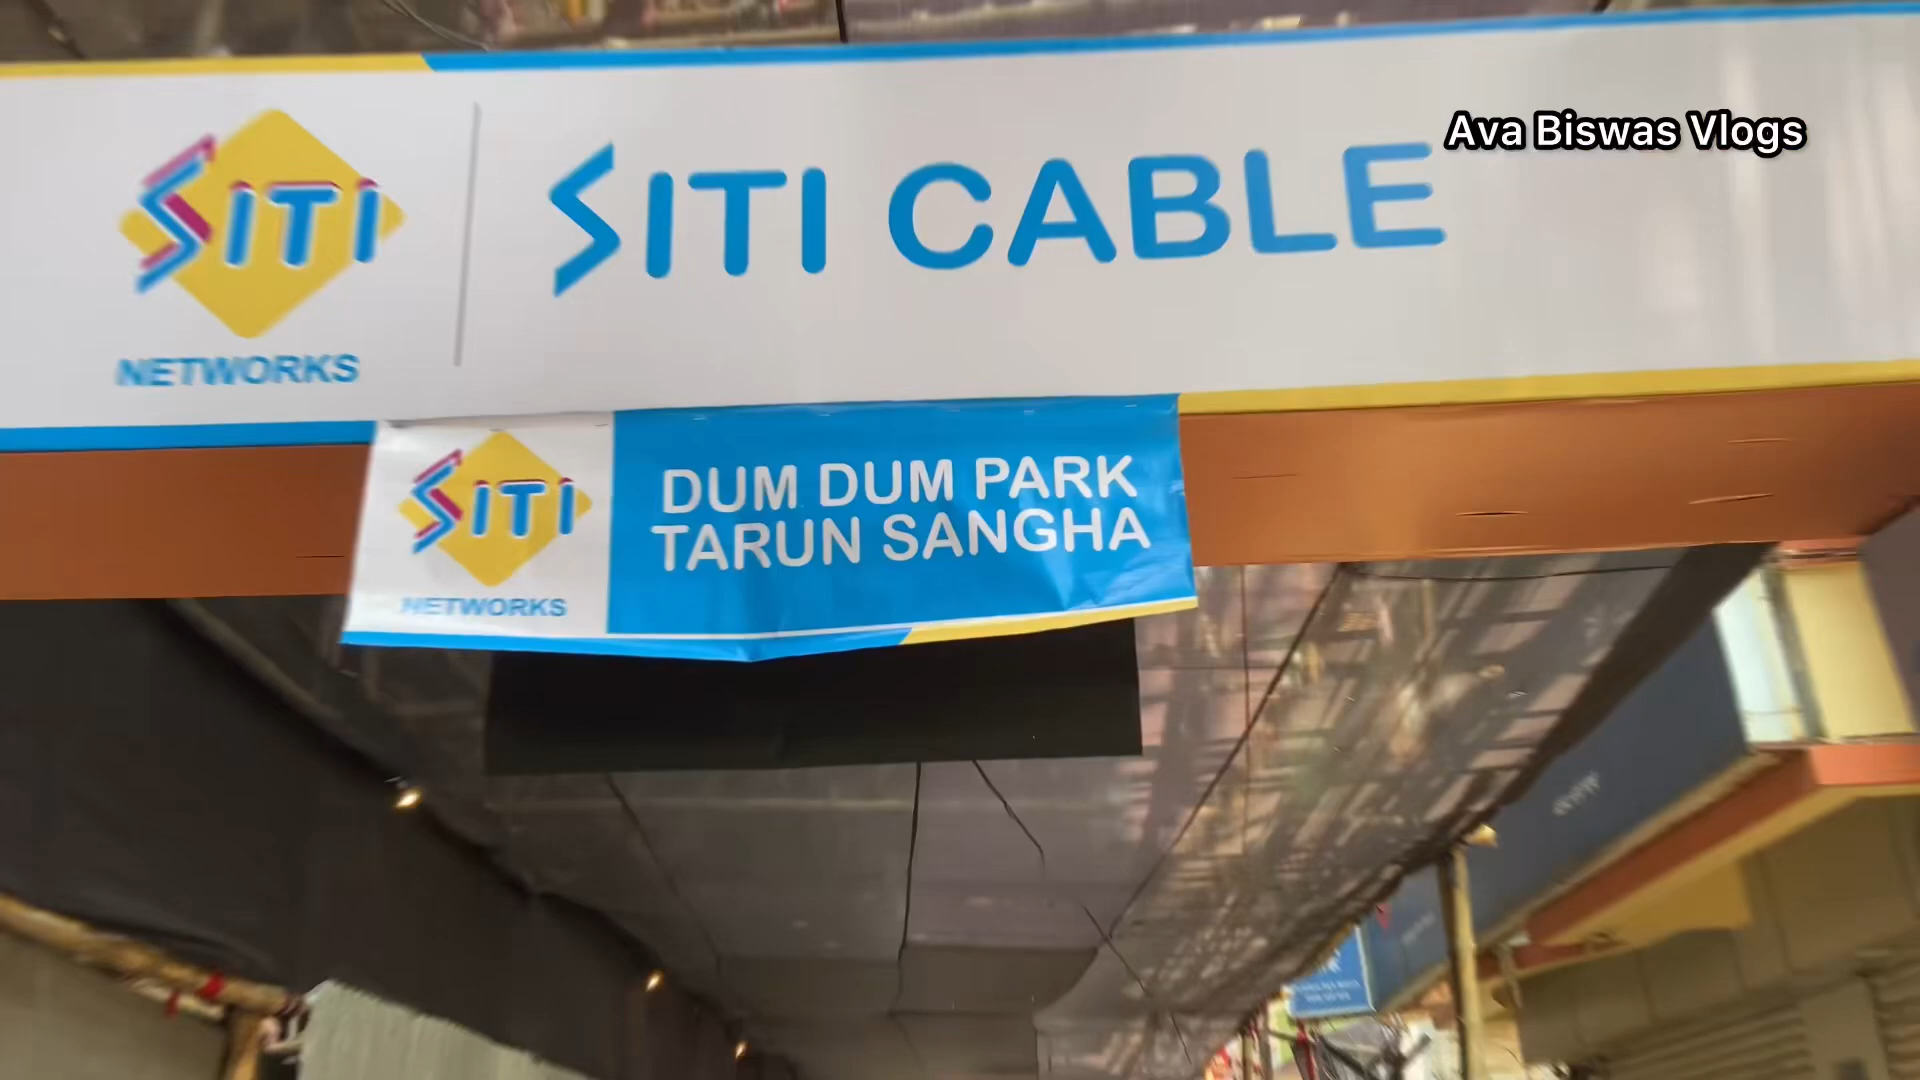 Ava Biswas Vlogs
SITI
NETWORKS
SITI CABLE
SITI
NETWORKS
DUM DUM PARK
TARUN SANGHA